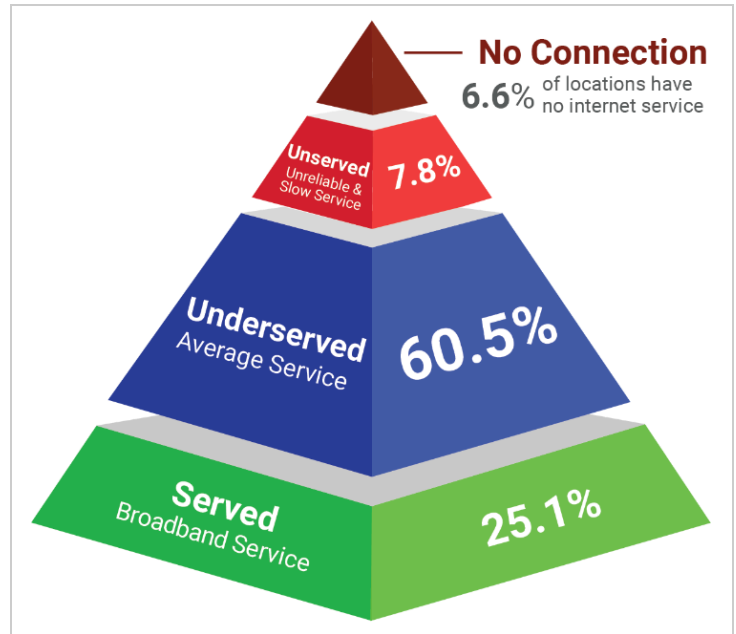 No Connection
6.6% of locations have
no internet service
Unserved
Unreliable &
Slow Service
7.8%
Underserved
Average Service
60.5%
Served
Broadband Service
25.1%